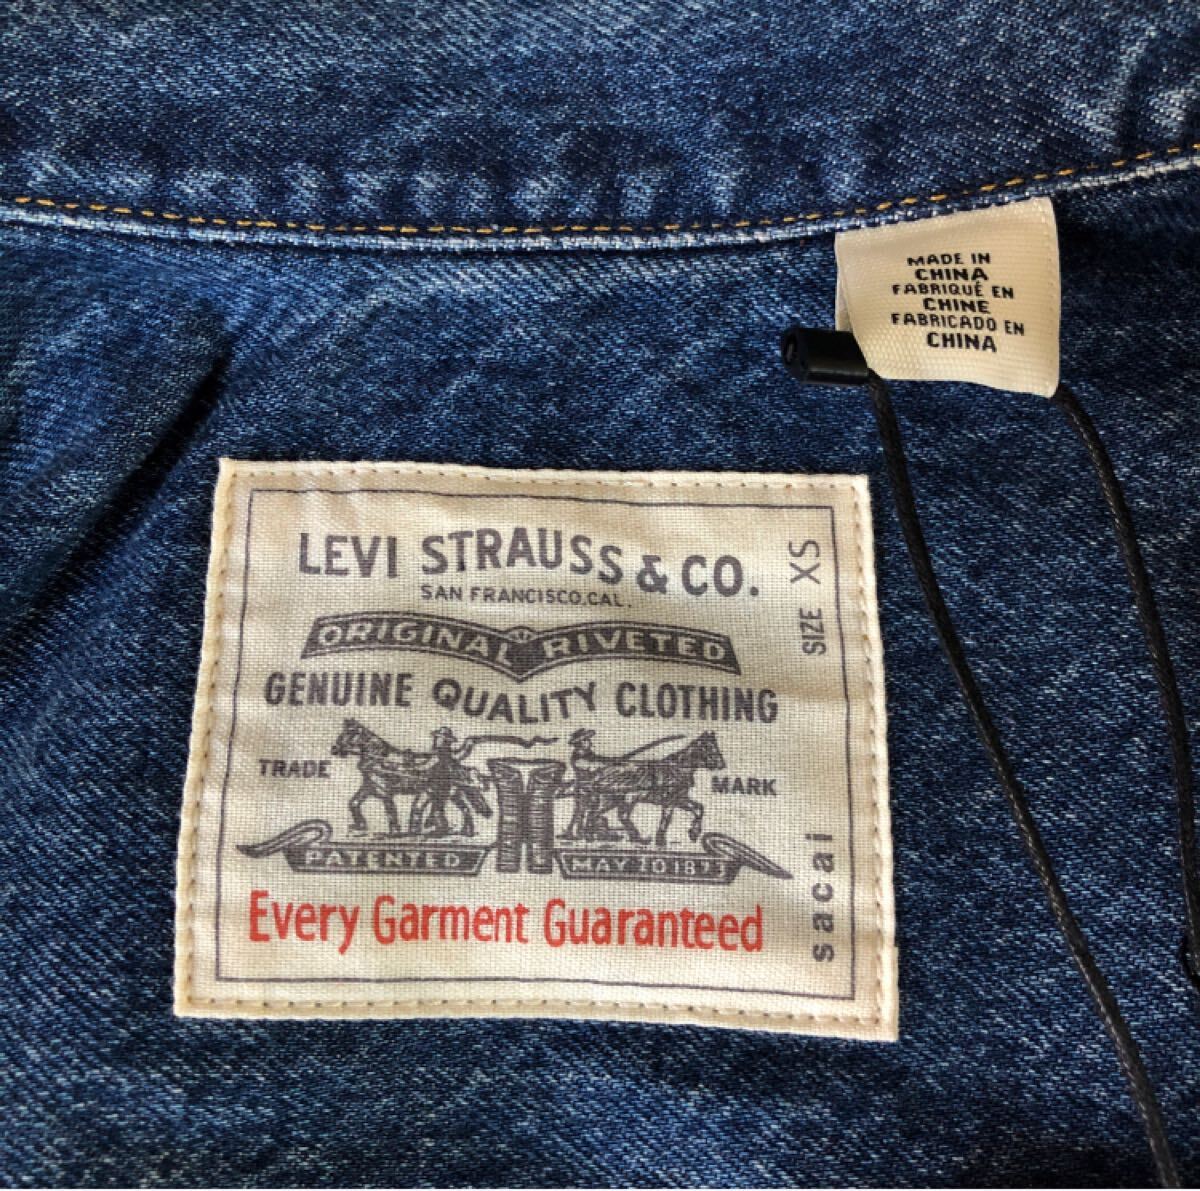 MADE IN
CHINA
FABRIQUÉ EN
CHINE
FABRICADO EN
CHINA
LEVI STRAUSS & CO.
SAN FRANCISCO,CAL.
ORIGINAL RIVETED
GENUINE QUALITY CLOTHING
TRADE MARK
PATENTED MAY 20 1873
Every Garment Guaranteed
SIZE XS
sacai